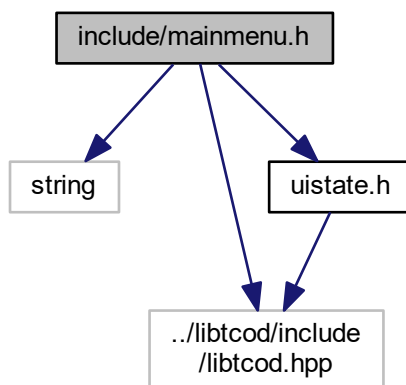 include/mainmenu.h
string
uistate.h
../libtcod/include
/libtcod.hpp